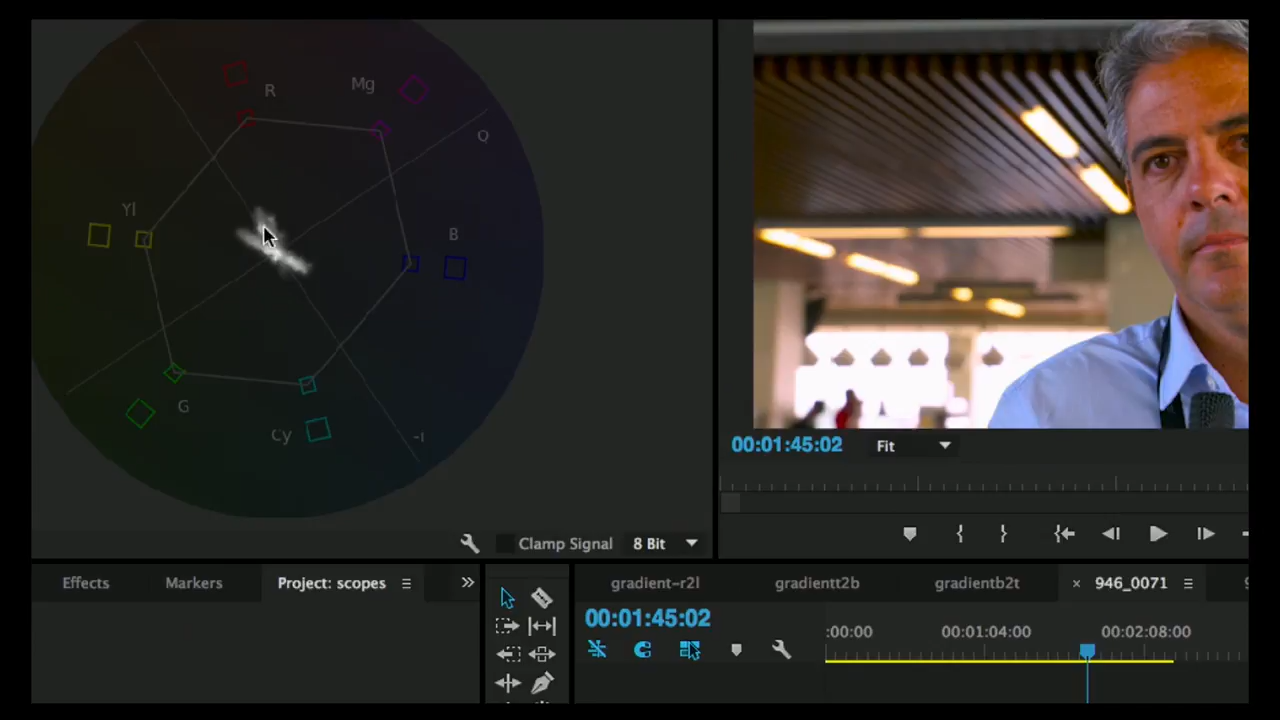 R
Mg
Q
Yl
B
G
Cy
-I
00:01:45:02
Fit
Clamp Signal
8 Bit
Effects
Markers
Project: scopes
gradient-r2l
gradientt2b
gradientb2t
× 946_0071
00:01:45:02
:00:00
00:01:04:00
00:02:08:00